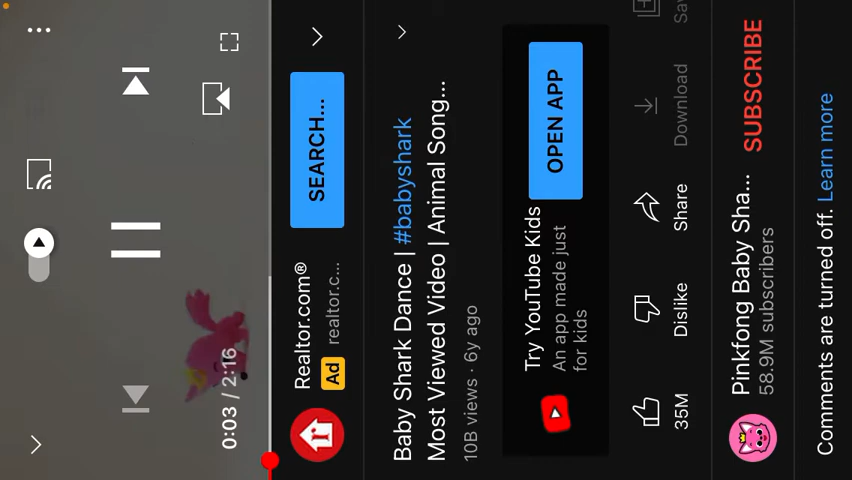 0:03 / 2:16
Realtor.com®
Ad realtor.c...
SEARCH...
Baby Shark Dance | #babyshark
Most Viewed Video | Animal Song...
10B views · 6y ago
Try YouTube Kids
An app made just
for kids
OPEN APP
35M
Dislike
Share
Download
Pinkfong Baby Sha...
58.9M subscribers
SUBSCRIBE
Comments are turned off. Learn more